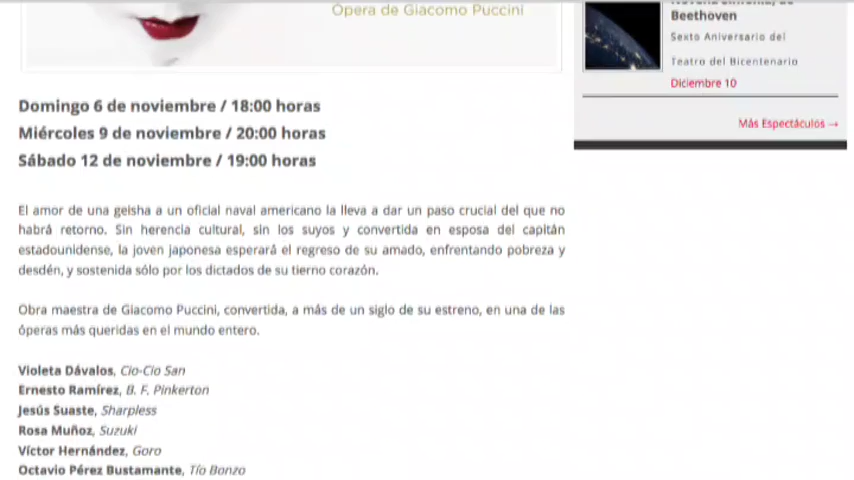 Ópera de Giacomo Puccini
Domingo 6 de noviembre / 18:00 horas
Miércoles 9 de noviembre / 20:00 horas
Sábado 12 de noviembre / 19:00 horas
El amor de una geisha a un oficial naval americano la lleva a dar un paso crucial del que no
habrá retorno. Sin herencia cultural, sin los suyos y convertida en esposa del capitán
estadounidense, la joven japonesa esperará el regreso de su amado, enfrentando pobreza y
desdén, y sostenida sólo por los dictados de su tierno corazón.
Obra maestra de Giacomo Puccini, convertida, a más de un siglo de su estreno, en una de las
óperas más queridas en el mundo entero.
Violeta Dávalos, Cio-Cio San
Ernesto Ramírez, B. F. Pinkerton
Jesús Suaste, Sharpless
Rosa Muñoz, Suzuki
Víctor Hernández, Goro
Octavio Pérez Bustamante, Tío Bonzo
Beethoven
Sexto Aniversario del
Teatro del Bicentenario
Diciembre 10
Más Espectáculos →